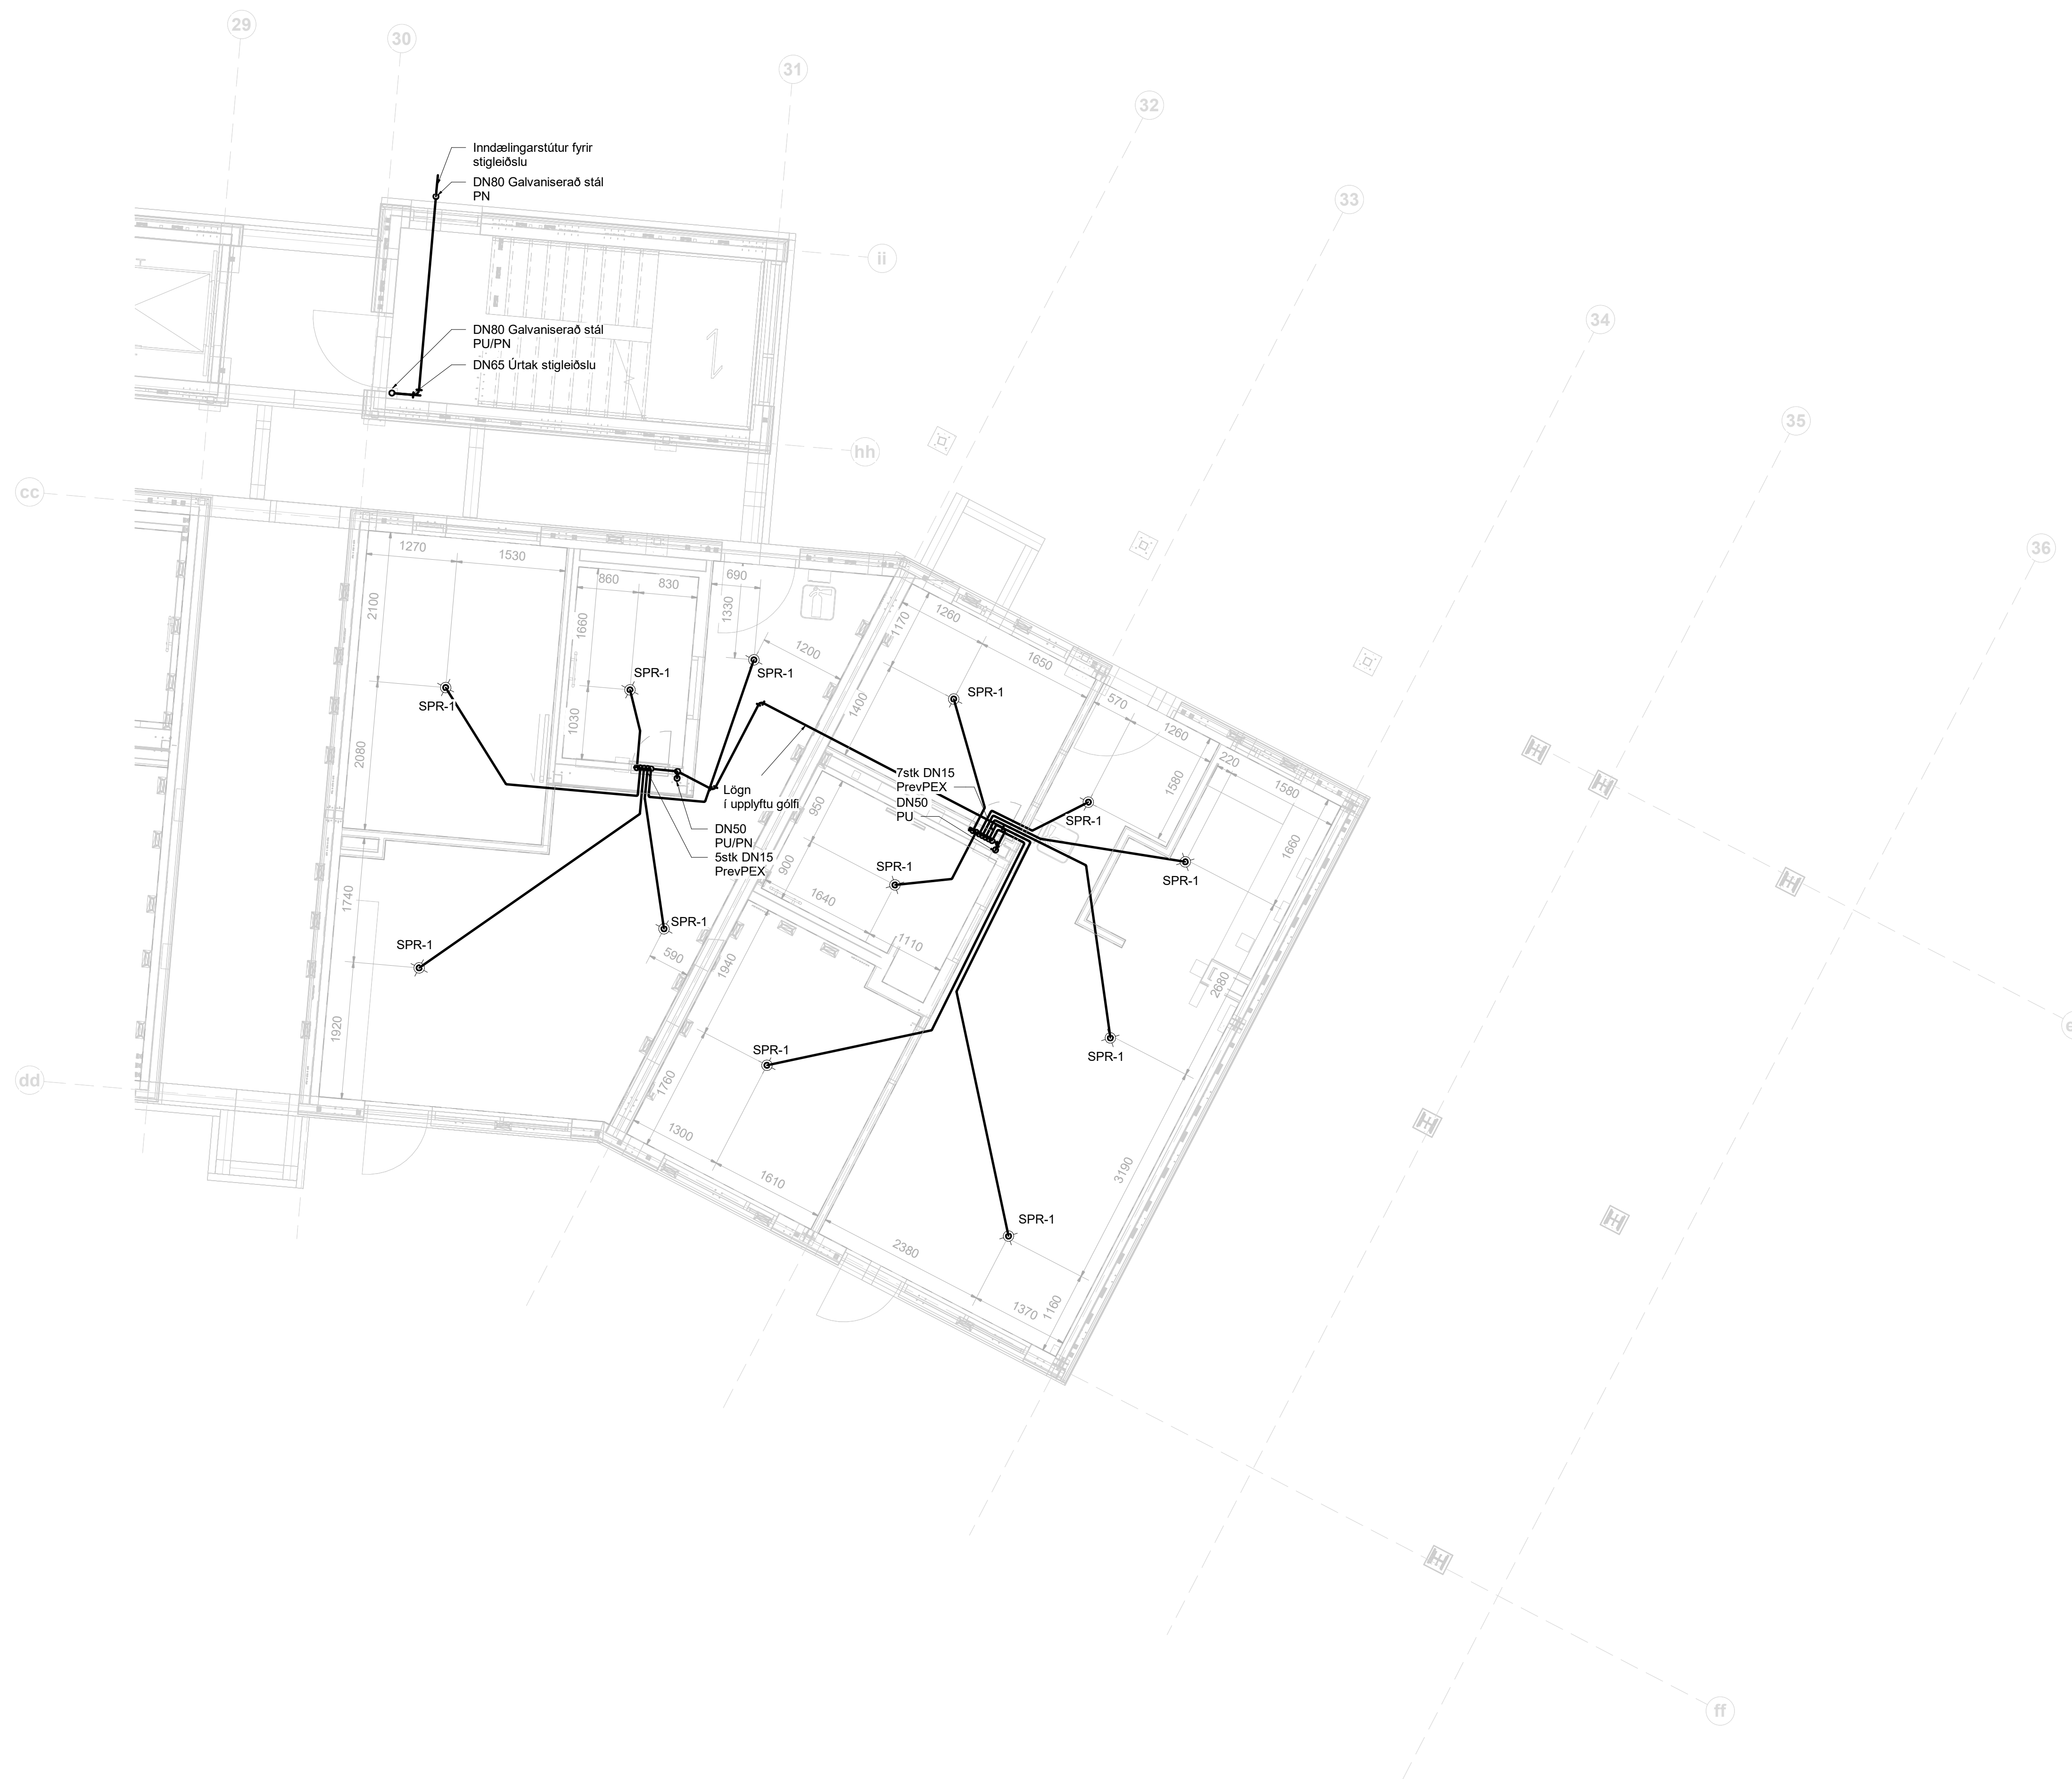 29
30
31
32
33
34
35
36
ii
hh
cc
dd
ff
Inndælingarstútur fyrir
stigleiðslu
DN80 Galvaniserað stál
PN
DN80 Galvaniserað stál
PU/PN
DN65 Úrtak stigleiðslu
1270
1530
860
830
690
2100
1660
1330
1200
1170
1260
1650
SPR-1
SPR-1
SPR-1
SPR-1
1400
570
1260
220
1580
1580
1030
2080
Lögn
í upplyftu gólfi
7stk DN15
PrevPEX
DN50
PU
950
SPR-1
DN50
PU/PN
5stk DN15
PrevPEX
900
SPR-1
1660
SPR-1
1740
1640
SPR-1
SPR-1
1110
590
1940
2680
1920
SPR-1
SPR-1
1760
1300
1610
3190
SPR-1
2380
1370
1160